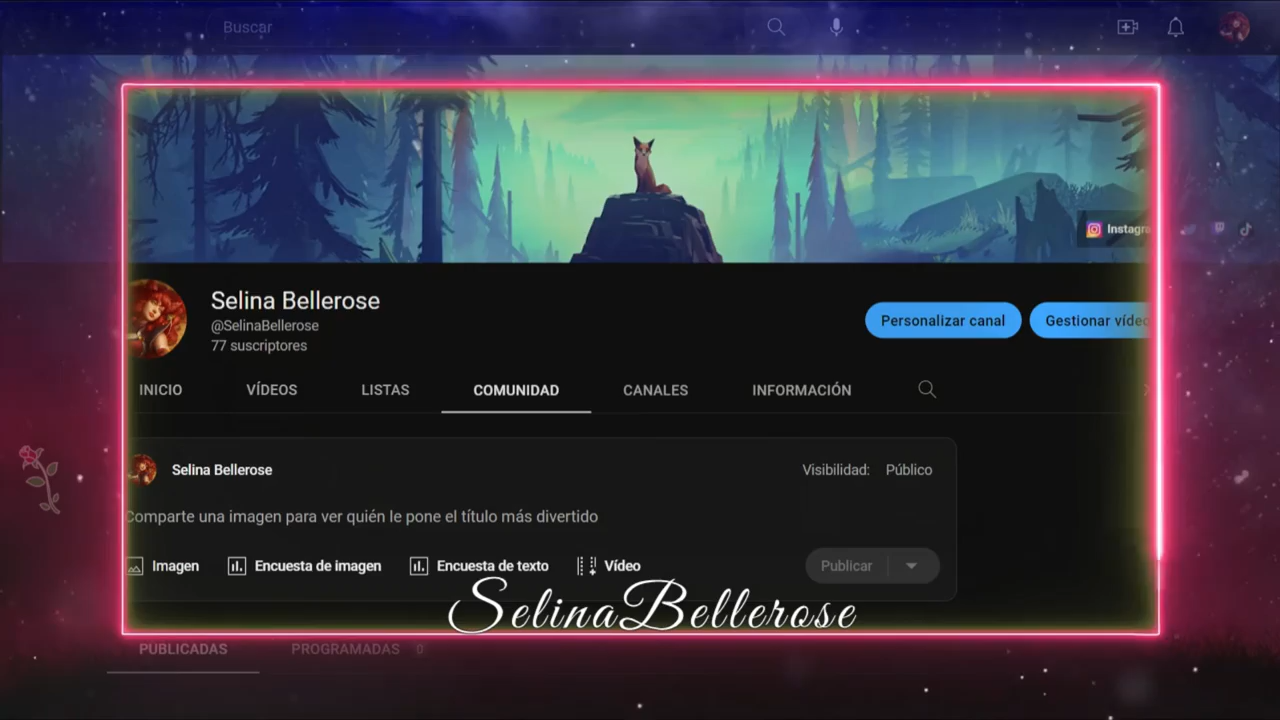 Buscar
Instagra
Selina Bellerose
@SelinaBellerose
77 suscriptores
Personalizar canal
Gestionar vídeo
INICIO
VÍDEOS
LISTAS
COMUNIDAD
CANALES
INFORMACIÓN
Selina Bellerose
Visibilidad: Público
Comparte una imagen para ver quién le pone el título más divertido
Imagen
Encuesta de imagen
Encuesta de texto
Vídeo
Publicar
SelinaBellerose
PUBLICADAS
PROGRAMADAS 0